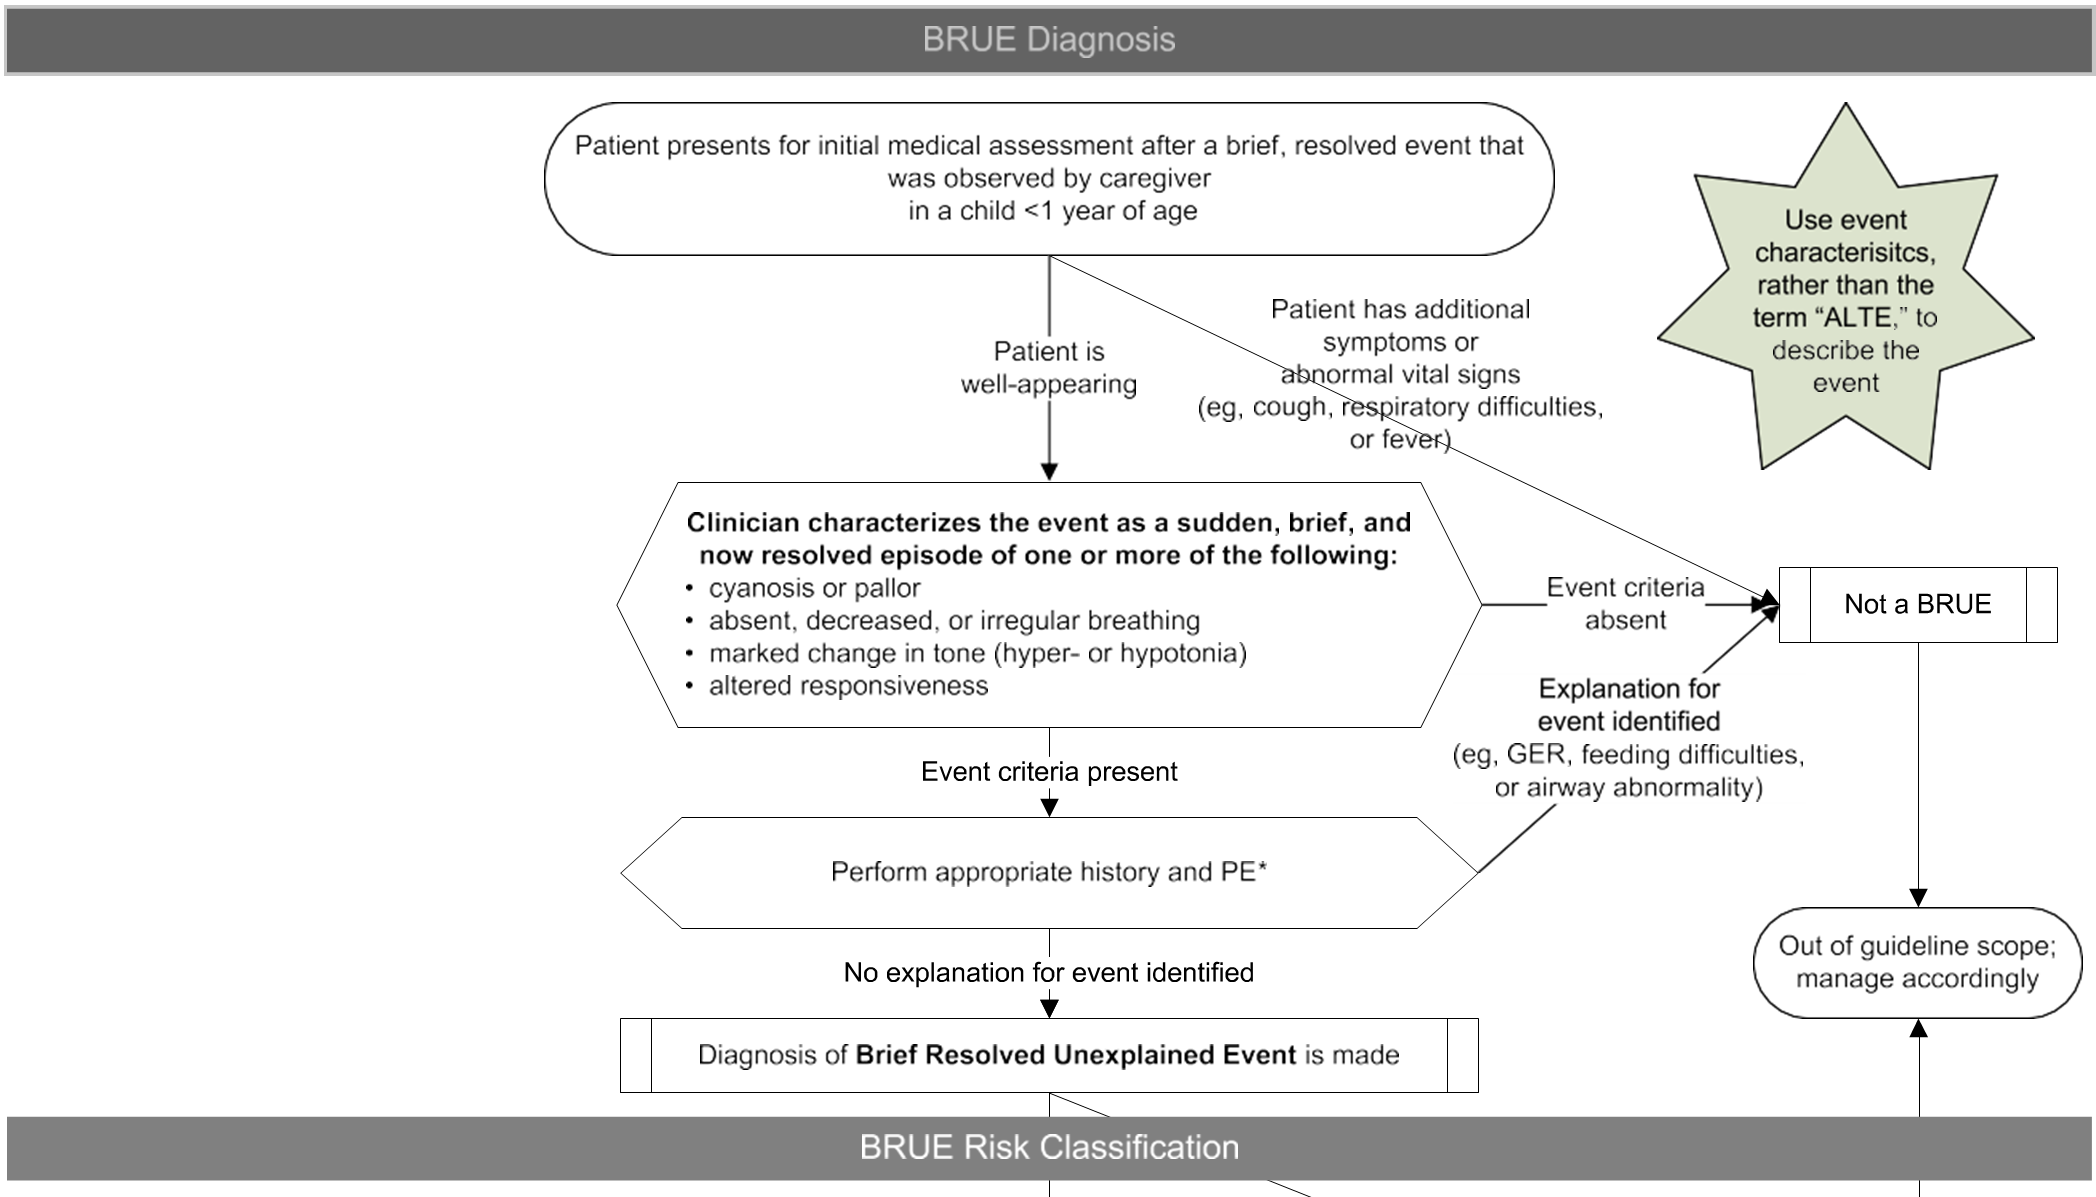 BRUE Diagnosis
Patient presents for initial medical assessment after a brief, resolved event that
was observed by caregiver
in a child <1 year of age
Use event
characterisitcs,
rather than the
term “ALTE,” to
describe the
event
Patient is
well-appearing
Patient has additional
symptoms or
abnormal vital signs
(eg, cough, respiratory difficulties,
or fever)
Clinician characterizes the event as a sudden, brief, and
now resolved episode of one or more of the following:
• cyanosis or pallor
• absent, decreased, or irregular breathing
• marked change in tone (hyper- or hypotonia)
• altered responsiveness
Event criteria
absent
Not a BRUE
Explanation for
event identified
(eg, GER, feeding difficulties,
or airway abnormality)
Event criteria present
Perform appropriate history and PE*
No explanation for event identified
Out of guideline scope;
manage accordingly
Diagnosis of Brief Resolved Unexplained Event is made
BRUE Risk Classification